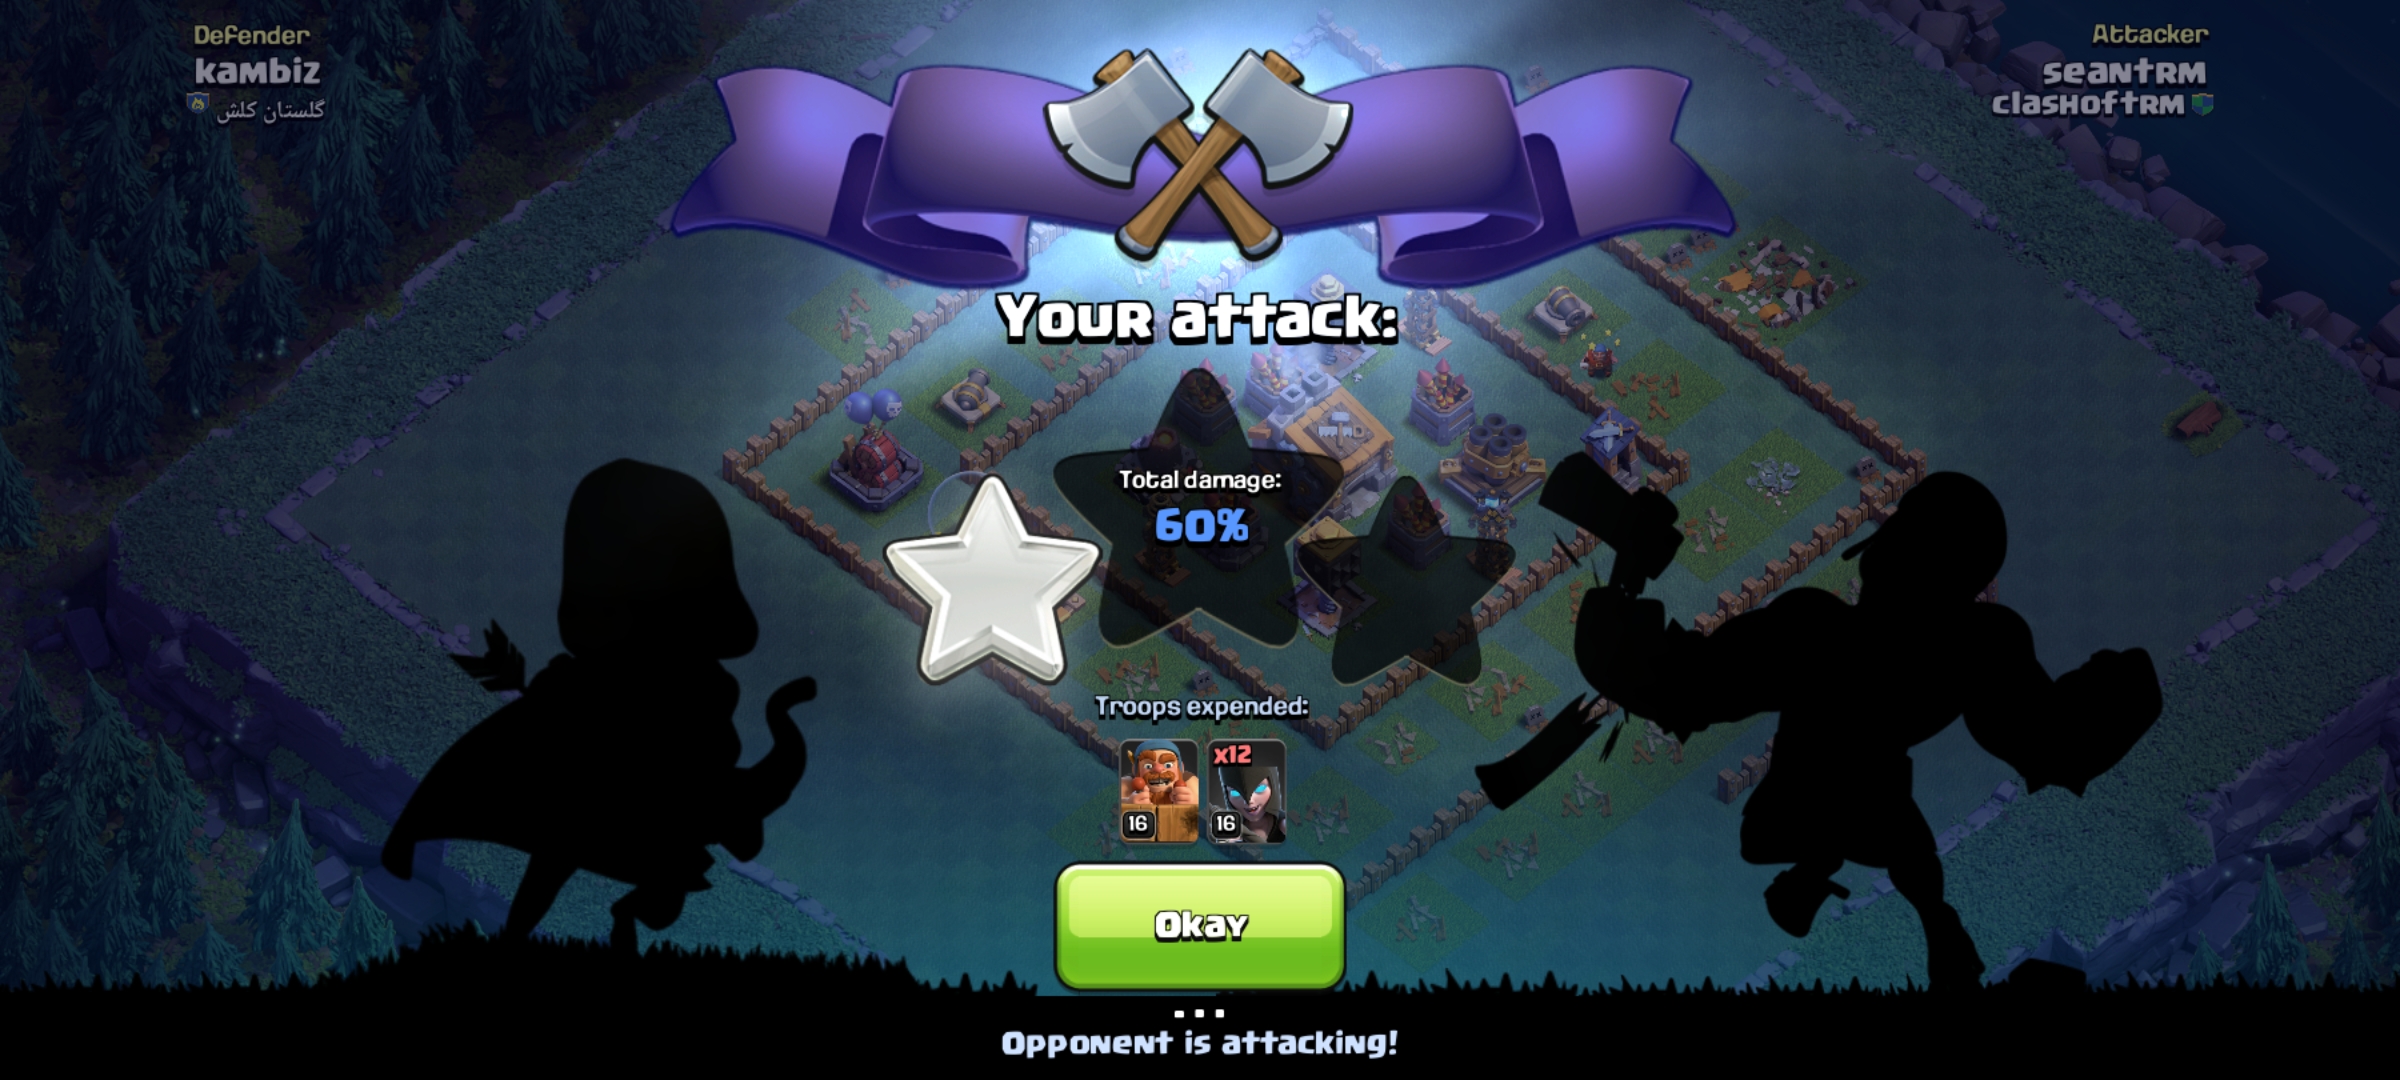 Defender
kambiz
گلستان کلش
Attacker
seantrm
clashoftrm
Your attack:
Total damage:
60%
Troops expended:
x12
16
16
Okay
...
Opponent is attacking!